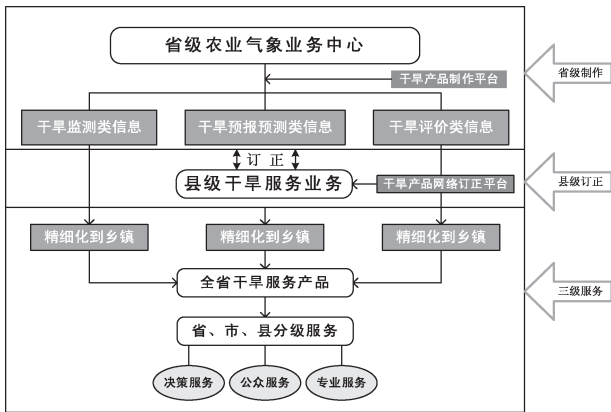 省级农业气象业务中心
干旱产品制作平台
省级制作
干旱监测类信息
干旱预报预测类信息
干旱评价类信息
订正
县级干旱服务业务
干旱产品网络订正平台
县级订正
精细化到乡镇
精细化到乡镇
精细化到乡镇
全省干旱服务产品
三级服务
省、市、县分级服务
决策服务
公众服务
专业服务